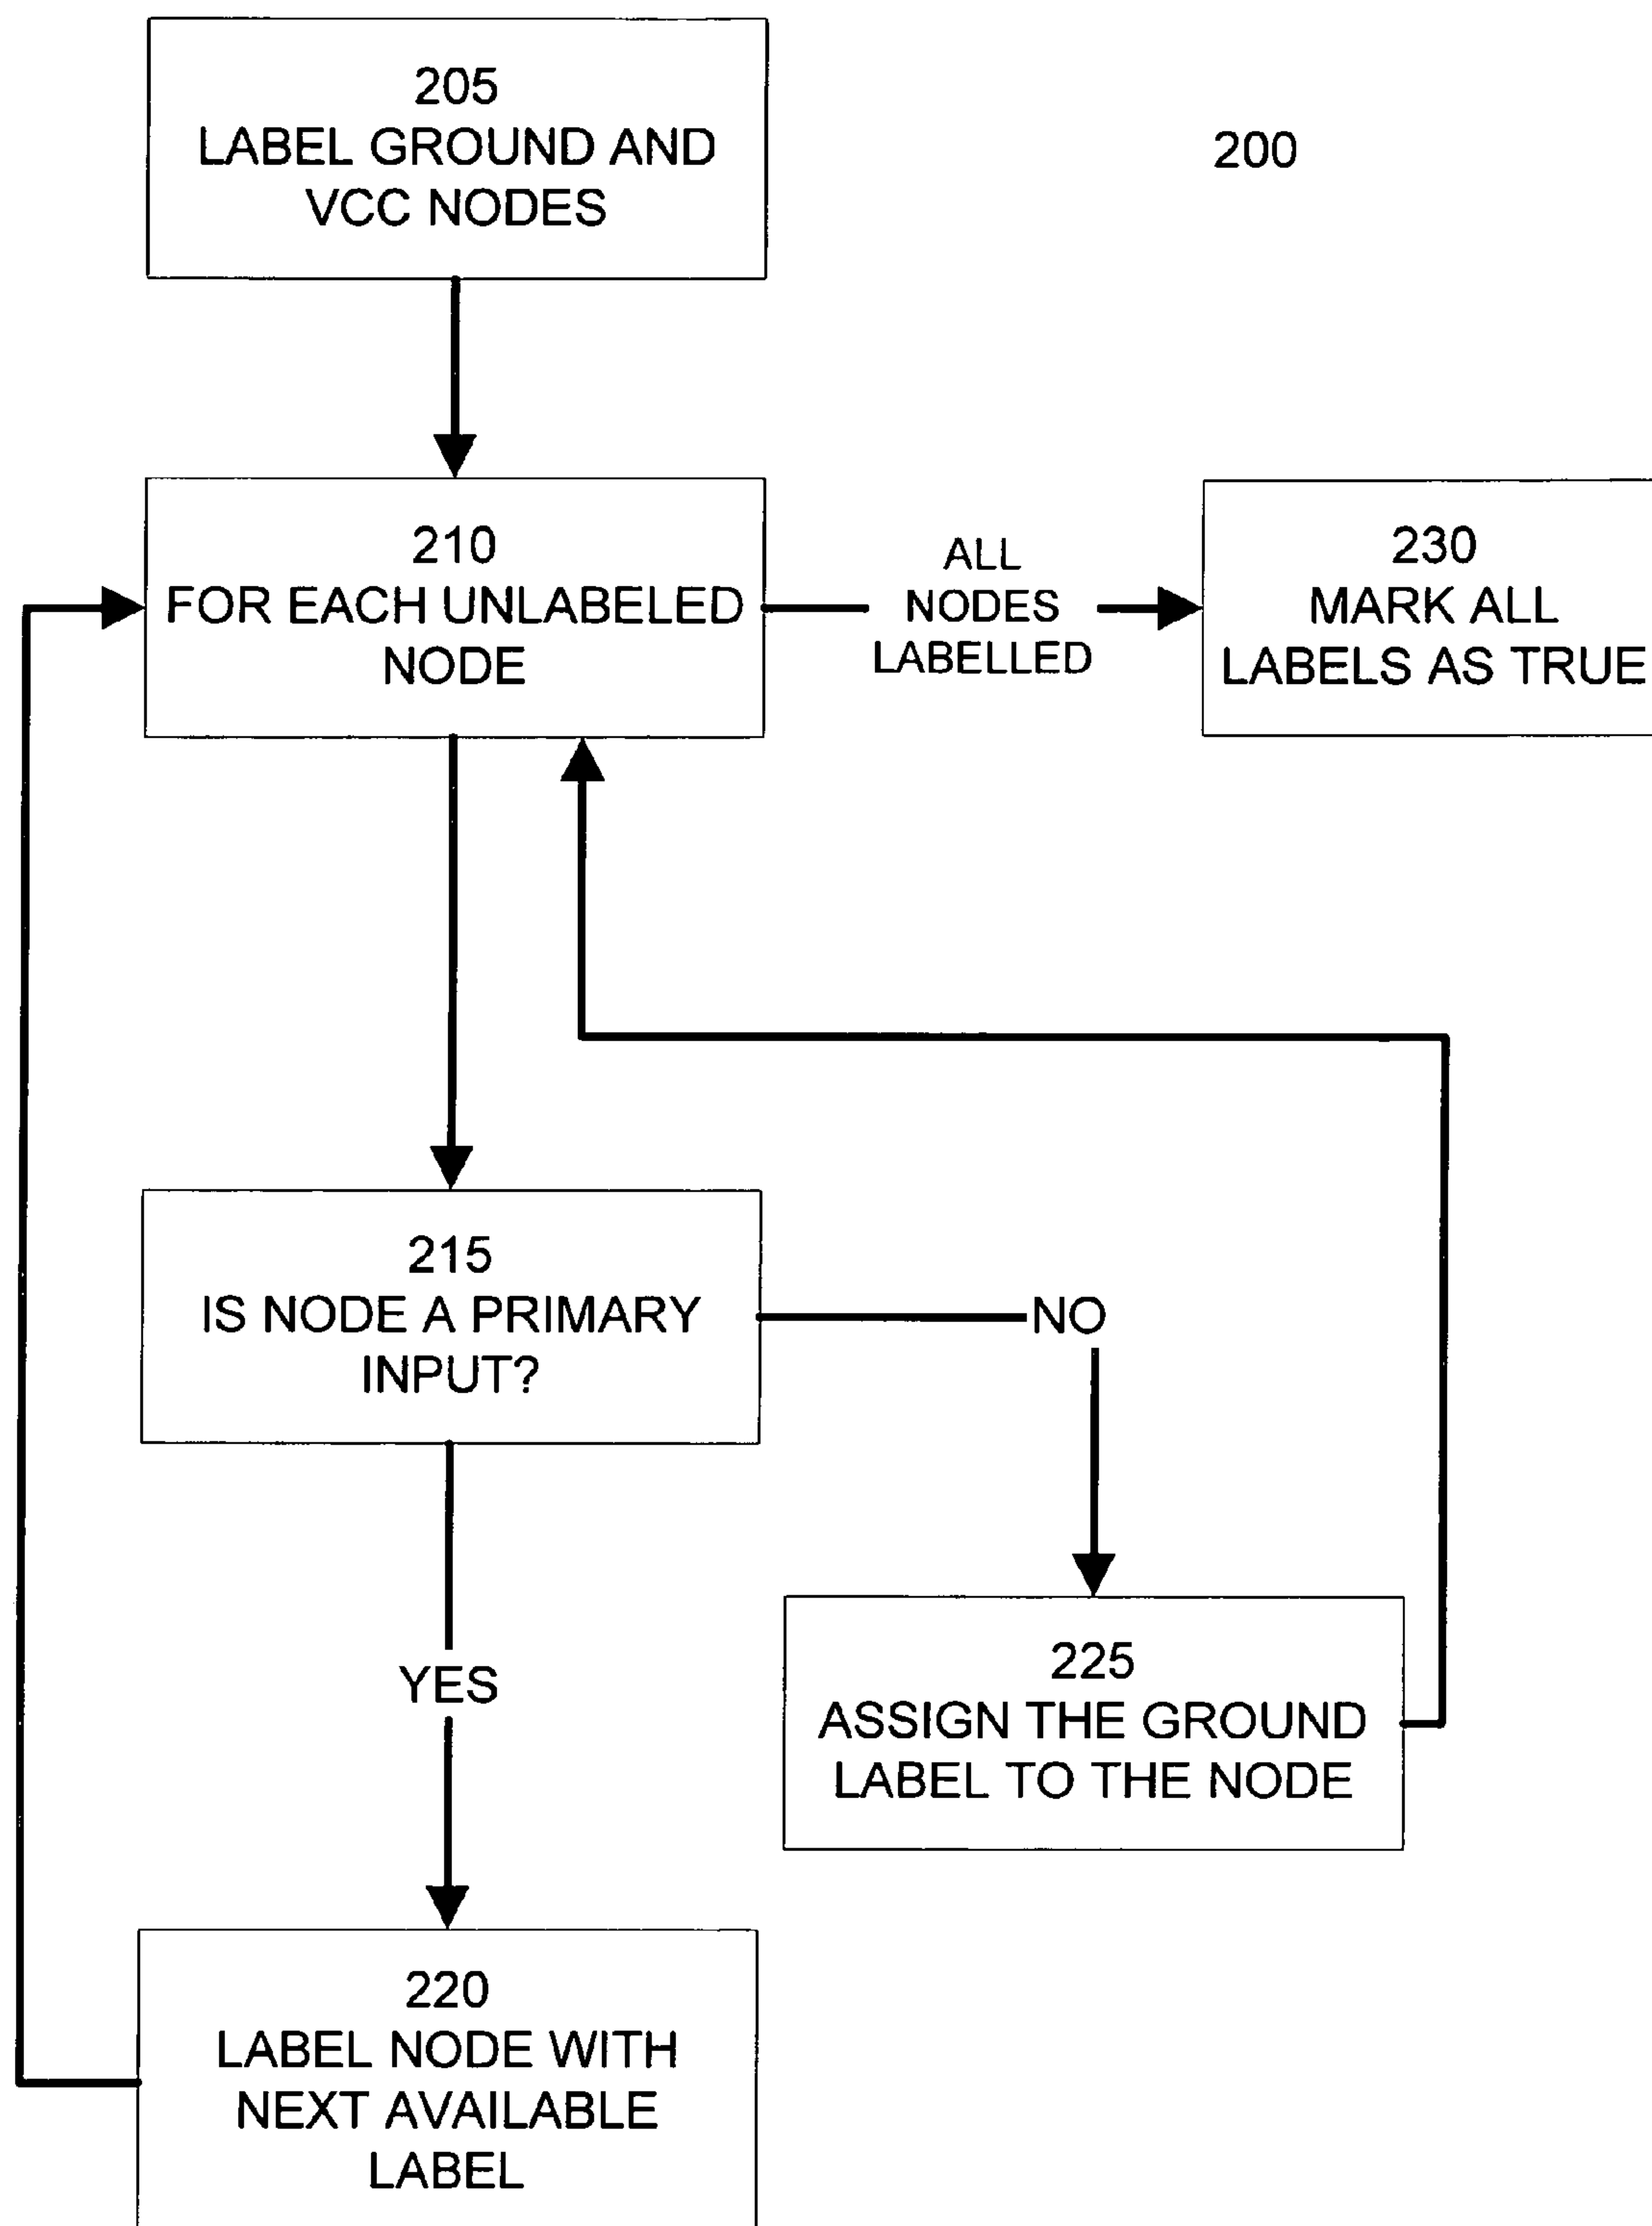 205
LABEL GROUND AND
VCC NODES
200
210
FOR EACH UNLABELED
NODE
ALL
NODES
LABELLED
230
MARK ALL
LABELS AS TRUE
215
IS NODE A PRIMARY
INPUT?
NO
YES
225
ASSIGN THE GROUND
LABEL TO THE NODE
220
LABEL NODE WITH
NEXT AVAILABLE
LABEL